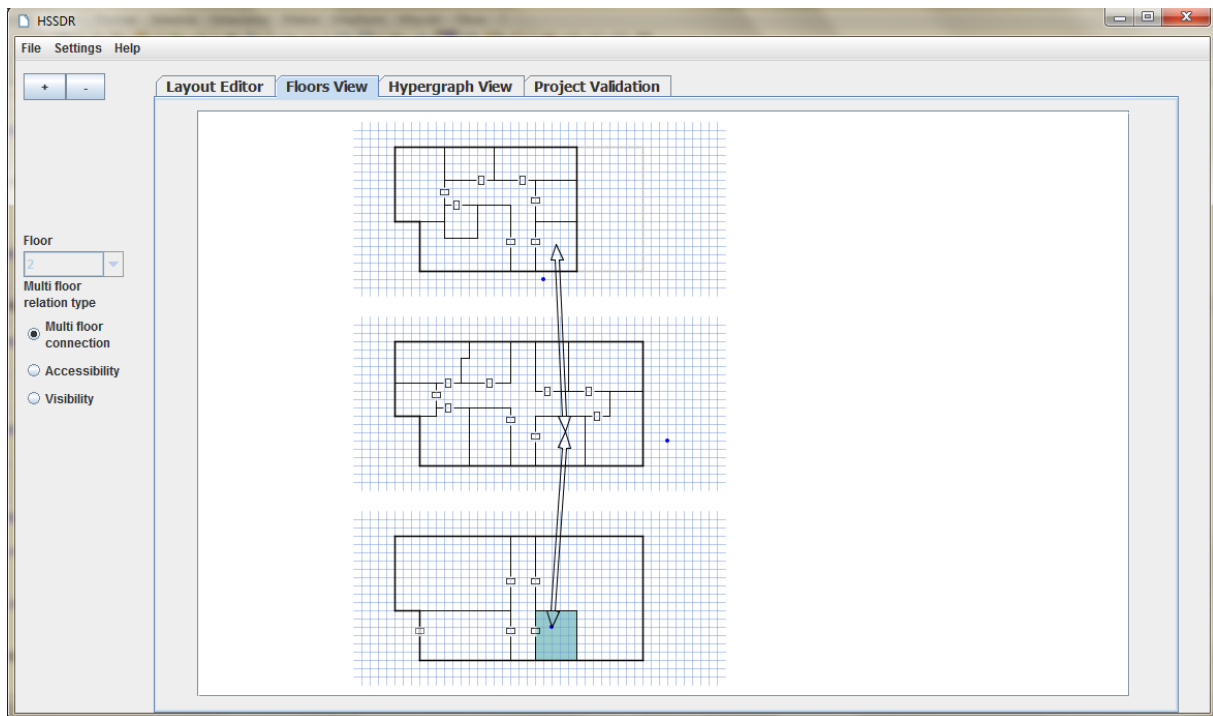 HSSDR
File Settings Help
+ -
Layout Editor Floors View Hypergraph View Project Validation
Floor
2
Multi floor
relation type
Multi floor
connection
Accessibility
Visibility